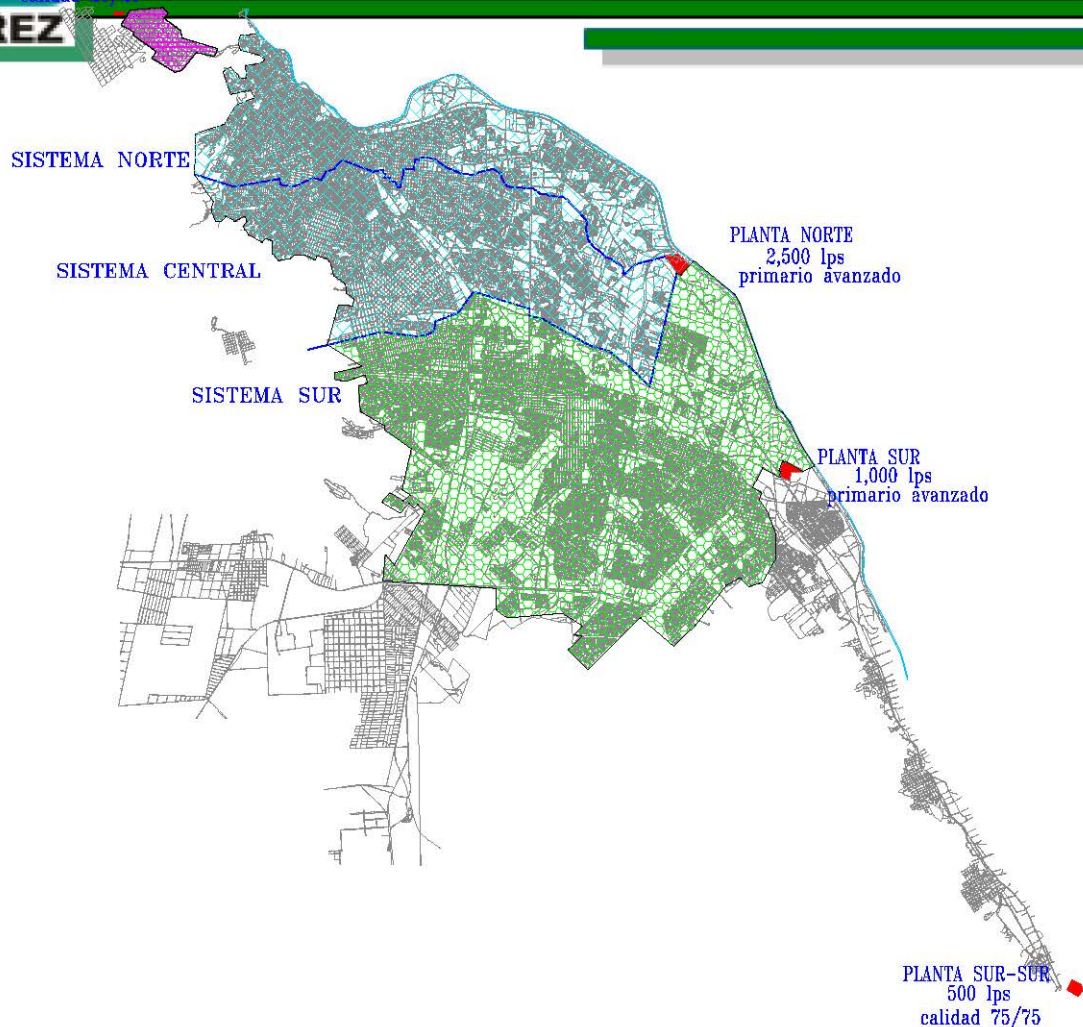 SISTEMA NORTE
SISTEMA CENTRAL
SISTEMA SUR
PLANTA NORTE
2,500 lps
primario avanzado
PLANTA SUR
1,000 lps
primario avanzado
PLANTA SUR-SUR
500 lps
calidad 75/75